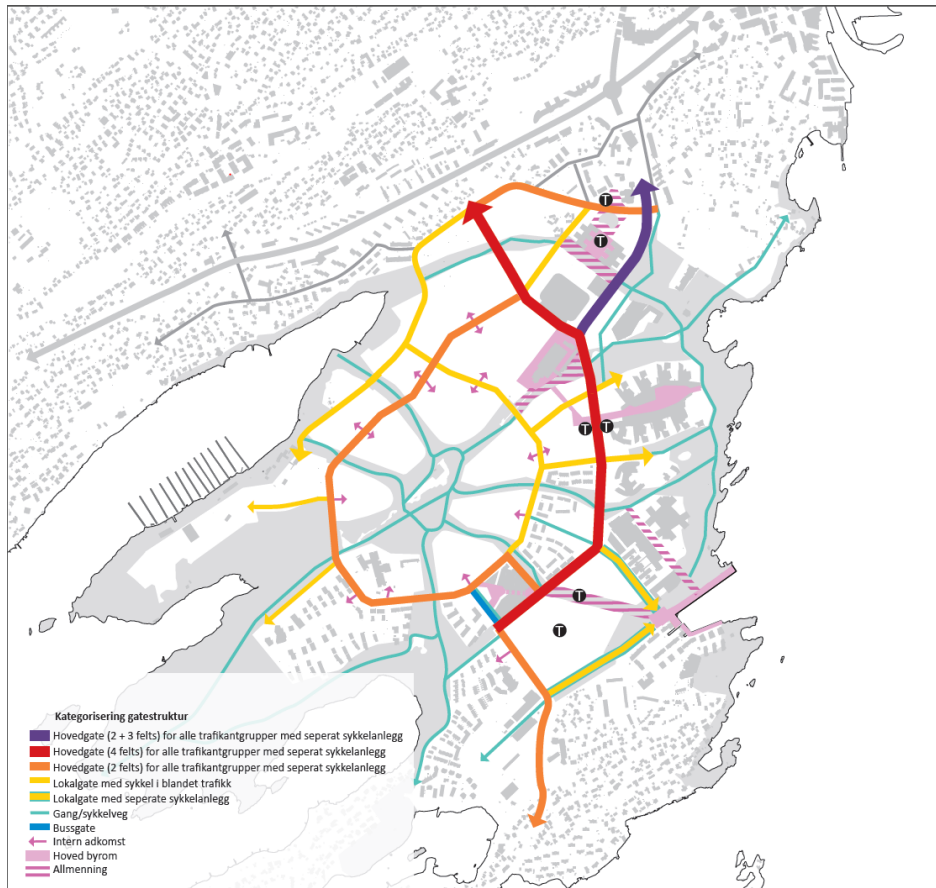 T
T
T
T
T
T
Kategorisering gatestruktur
Hovedgate (2 + 3 felts) for alle trafikantgrupper med seperat sykkelanlegg
Hovedgate (4 felts) for alle trafikantgrupper med seperat sykkelanlegg
Hovedgate (2 felts) for alle trafikantgrupper med seperat sykkelanlegg
Lokalgate med sykkel i blandet trafikk
Lokalgate med seperate sykkelanlegg
Gang/sykkelveg
Bussgate
Intern adkomst
Hoved byrom
Allmenning